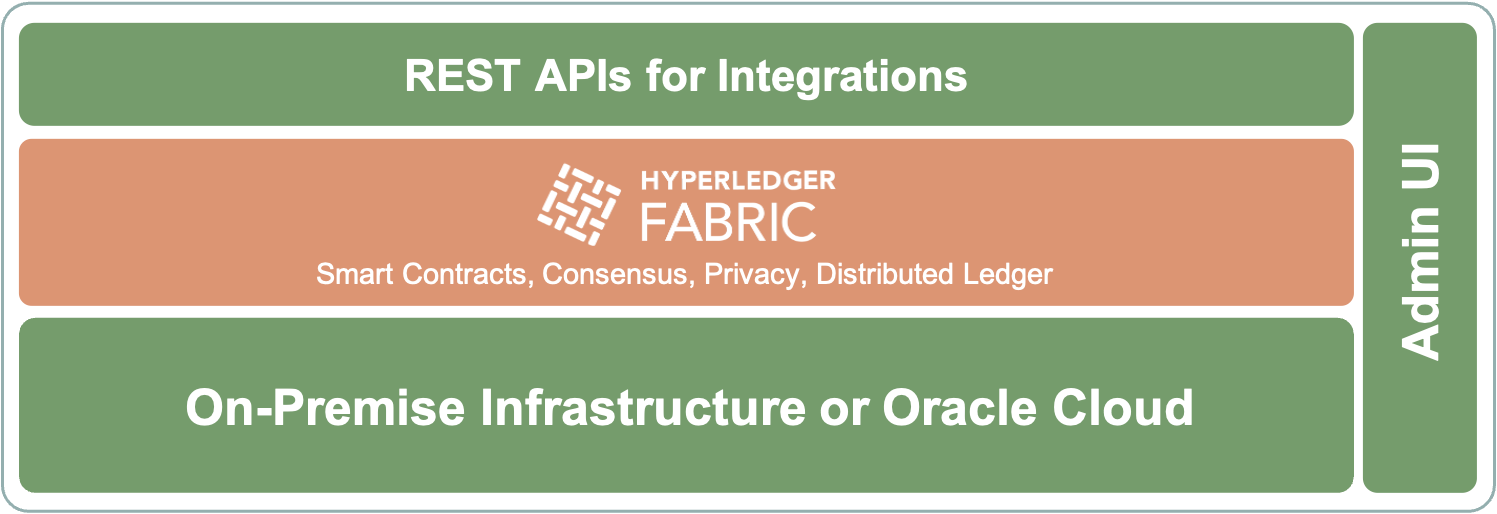 REST APIs for Integrations
HYPERLEDGER
FABRIC
Smart Contracts, Consensus, Privacy, Distributed Ledger
On-Premise Infrastructure or Oracle Cloud
Admin UI